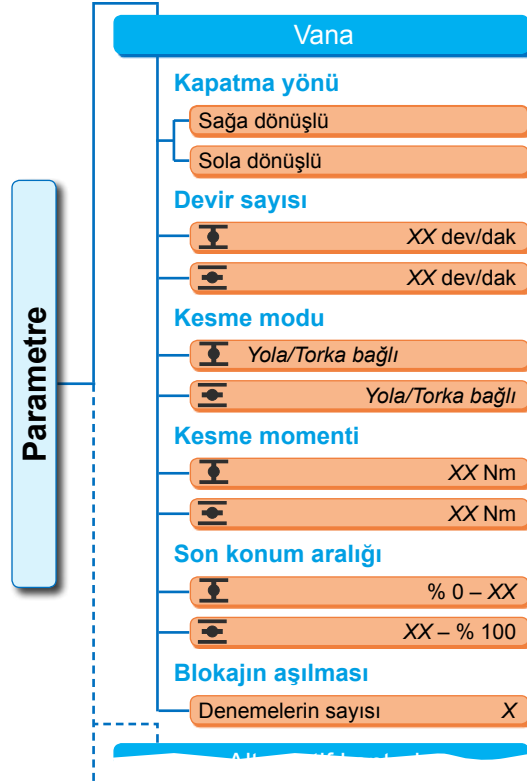 Vana
Kapatma yönü
Sağa dönüşlü
Sola dönüşlü
Devir sayısı
XX dev/dak
XX dev/dak
Kesme modu
Yola/Torka bağlı
Yola/Torka bağlı
Kesme momenti
XX Nm
XX Nm
Son konum aralığı
% 0 – XX
XX – % 100
Blokajın aşılması
Denemelerin sayısı X
Parametre